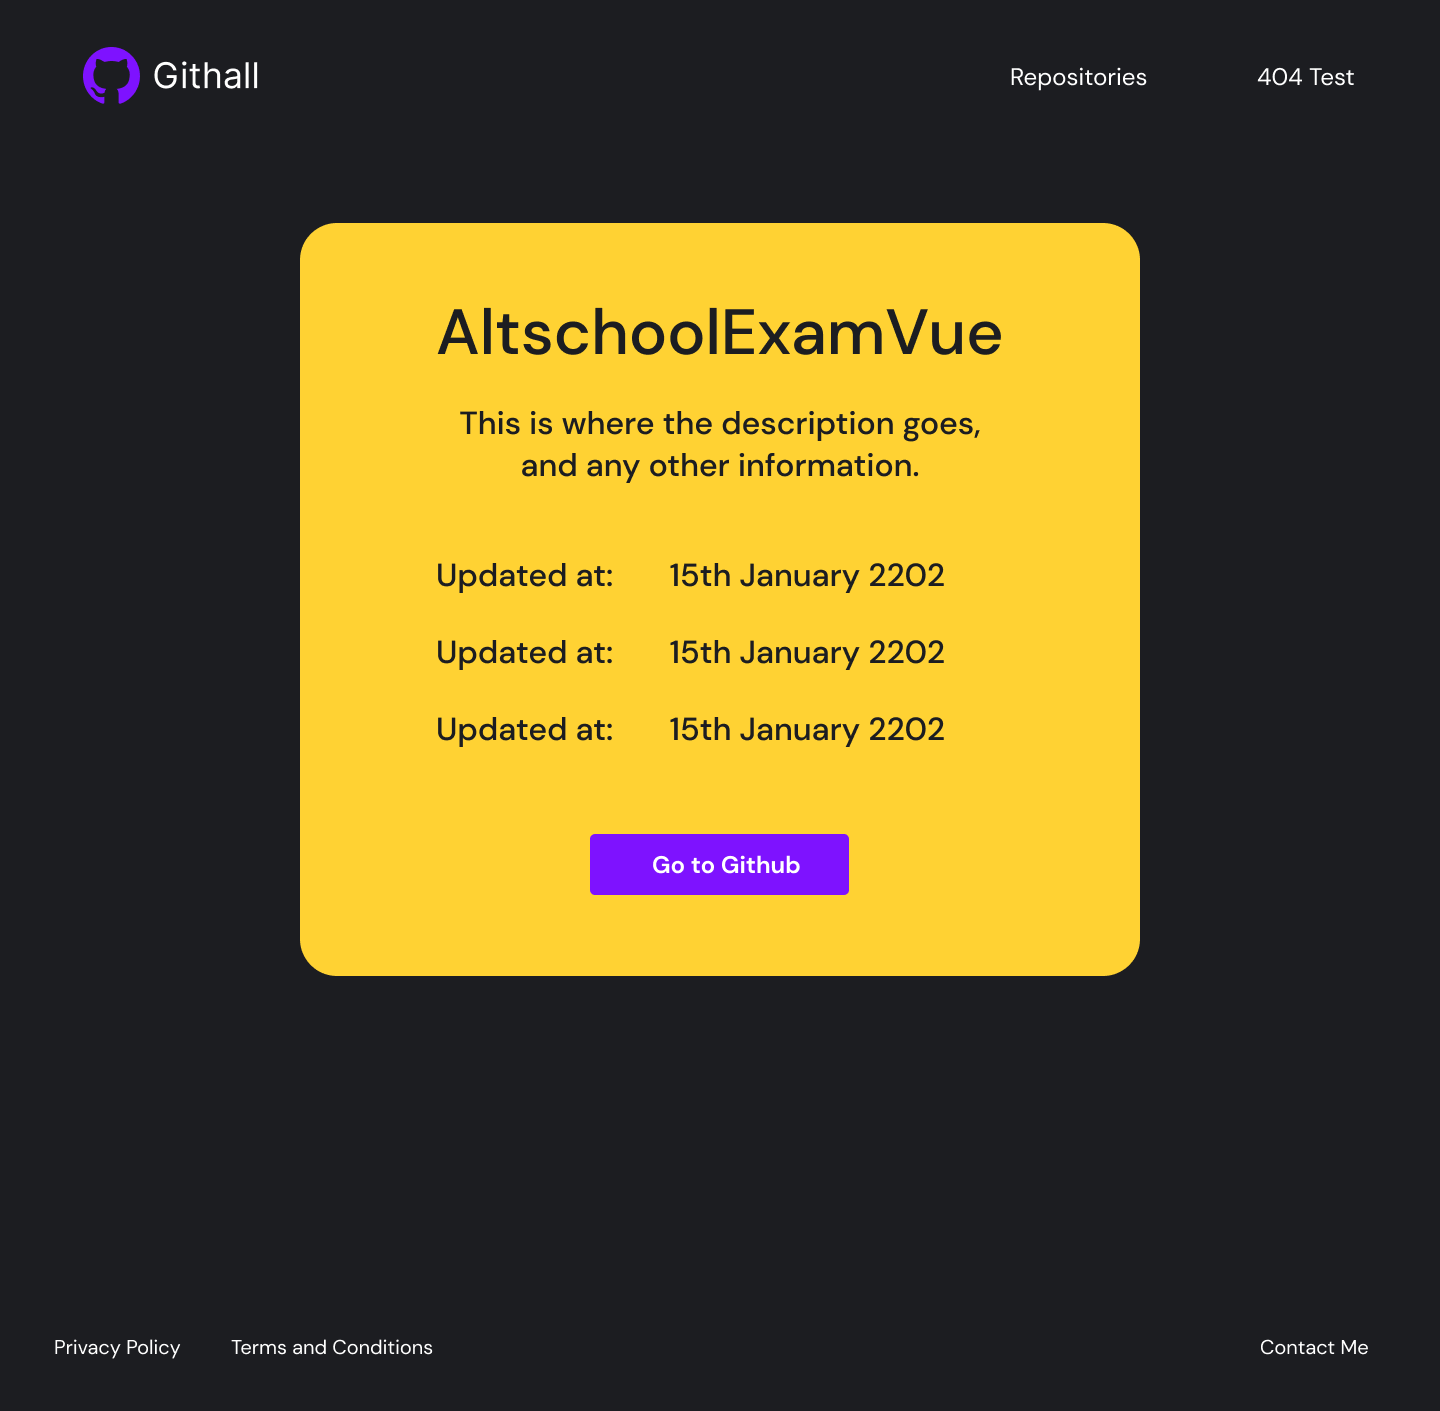 Githall
Repositories
404 Test
AltschoolExamVue
This is where the description goes,
and any other information.
Updated at: 15th January 2202
Updated at: 15th January 2202
Updated at: 15th January 2202
Go to Github
Privacy Policy
Terms and Conditions
Contact Me